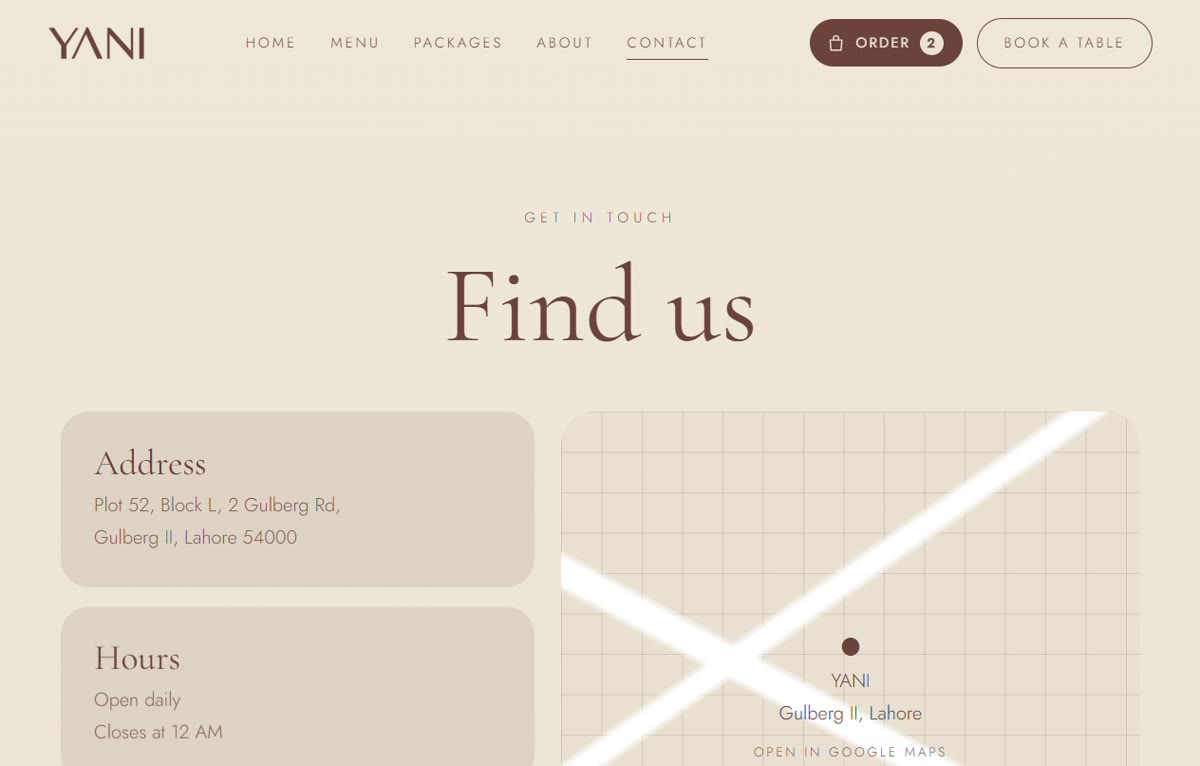 YANI
HOME MENU PACKAGES ABOUT CONTACT
ORDER 2
BOOK A TABLE
GET IN TOUCH
Find us
Address
Plot 52, Block L, 2 Gulberg Rd,
Gulberg II, Lahore 54000
Hours
Open daily
Closes at 12 AM
YANI
Gulberg II, Lahore
OPEN IN GOOGLE MAPS